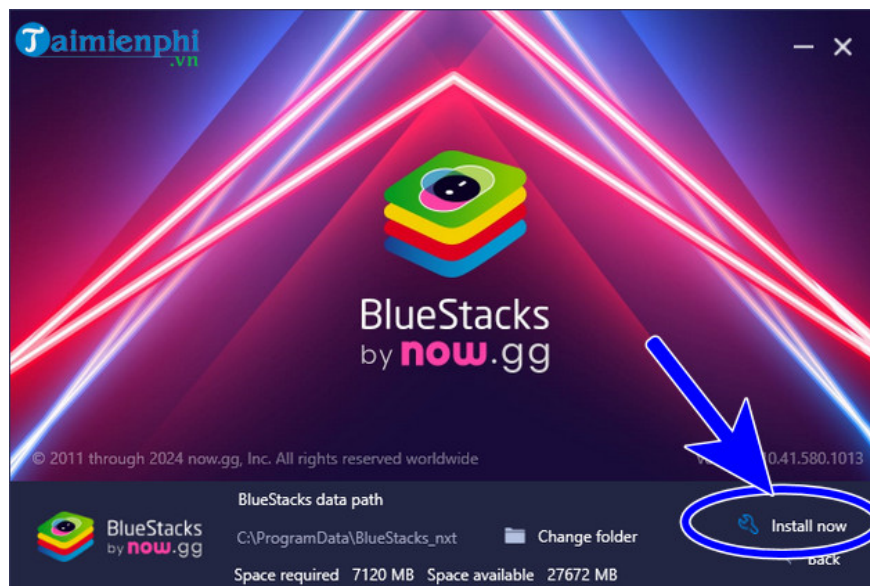 Taimienphi
.vn
BlueStacks
by now.gg
© 2011 through 2024 now.gg, Inc. All rights reserved worldwide
10.41.580.1013
BlueStacks data path
BlueStacks
by now.gg
C:\ProgramData\BlueStacks_nxt
Change folder
Install now
Back
Space required 7120 MB Space available 27672 MB